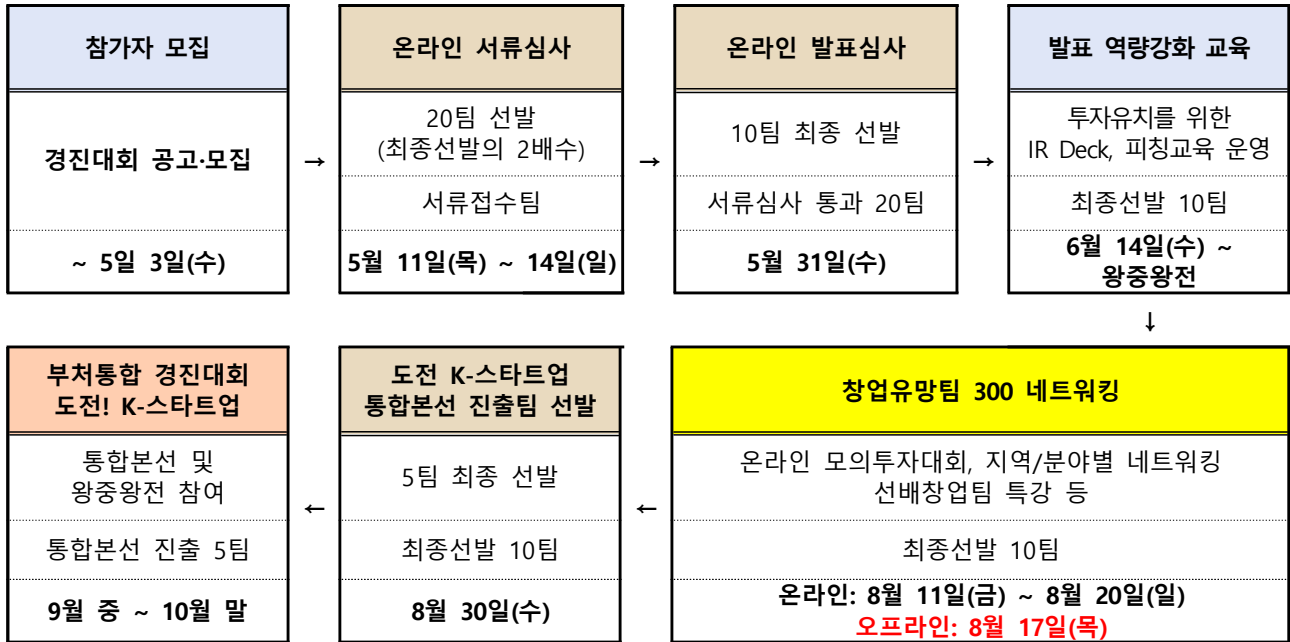 참가자 모집
경진대회 공고·모집
~ 5일 3일(수)
→
온라인 서류심사
20팀 선발
(최종선발의 2배수)
서류접수팀
5월 11일(목) ~ 14일(일)
→
온라인 발표심사
10팀 최종 선발
서류심사 통과 20팀
5월 31일(수)
→
발표 역량강화 교육
투자유치를 위한
IR Deck, 피칭교육 운영
최종선발 10팀
6월 14일(수) ~
왕중왕전
↓
창업유망팀 300 네트워킹
온라인 모의투자대회, 지역/분야별 네트워킹
선배창업팀 특강 등
최종선발 10팀
온라인: 8월 11일(금) ~ 8월 20일(일)
오프라인: 8월 17일(목)
←
도전 K-스타트업
통합본선 진출팀 선발
5팀 최종 선발
최종선발 10팀
8월 30일(수)
←
부처통합 경진대회
도전! K-스타트업
통합본선 및
왕중왕전 참여
통합본선 진출 5팀
9월 중 ~ 10월 말